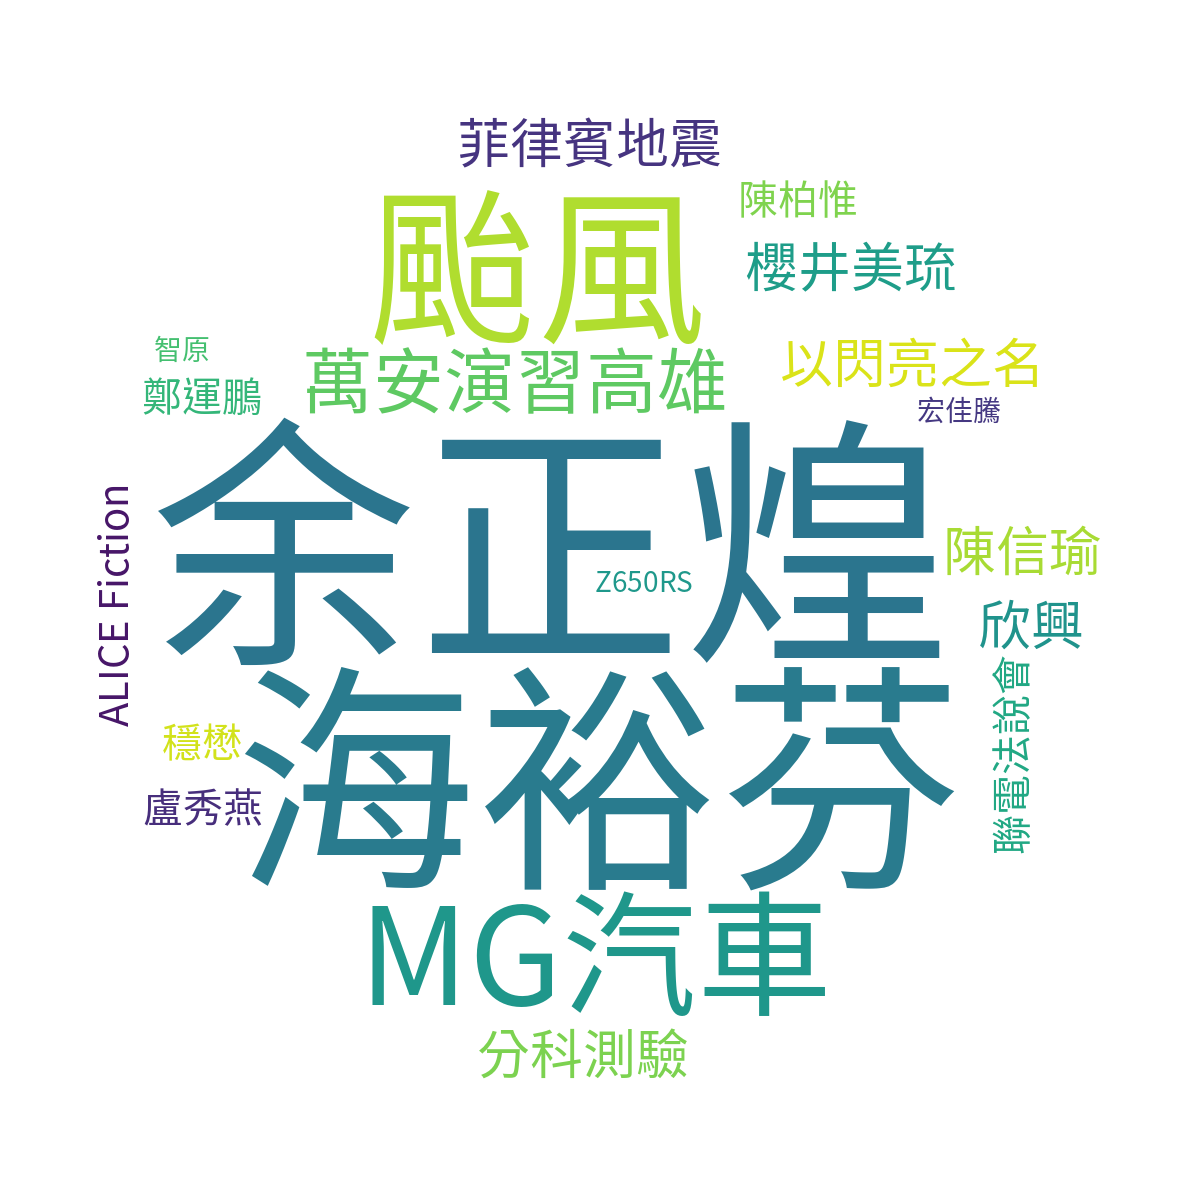 菲律賓地震
陳柏惟
颱風
櫻井美琉
智原
萬安演習高雄
以閃亮之名
鄭運鵬
宏佳騰
余正煌
ALICE Fiction
陳信瑜
Z650RS
欣興
聯電法說會
海裕芬
穩懋
盧秀燕
MG汽車
分科測驗